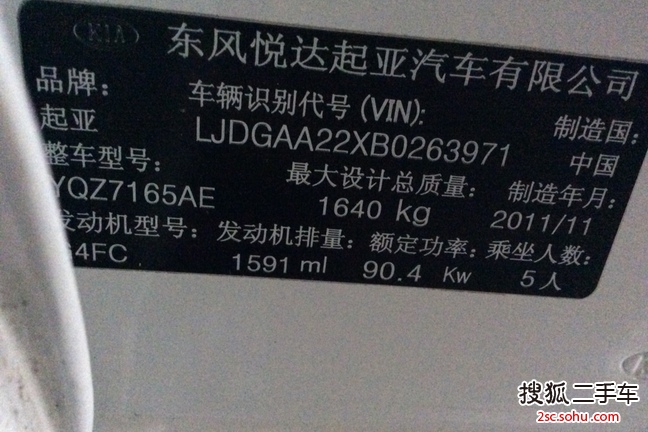 KIA 东风悦达起亚汽车有限公司
品牌: 车辆识别代号 (VIN): 制造国:
起亚 LJDGAA22XB0263971 中国
整车型号: 最大设计总质量: 制造年月:
YQZ7165AE 1640 kg 2011/11
发动机型号: 发动机排量: 额定功率: 乘坐人数:
G4FC 1591 ml 90.4 Kw 5人
搜狐二手车
2sc.sohu.com